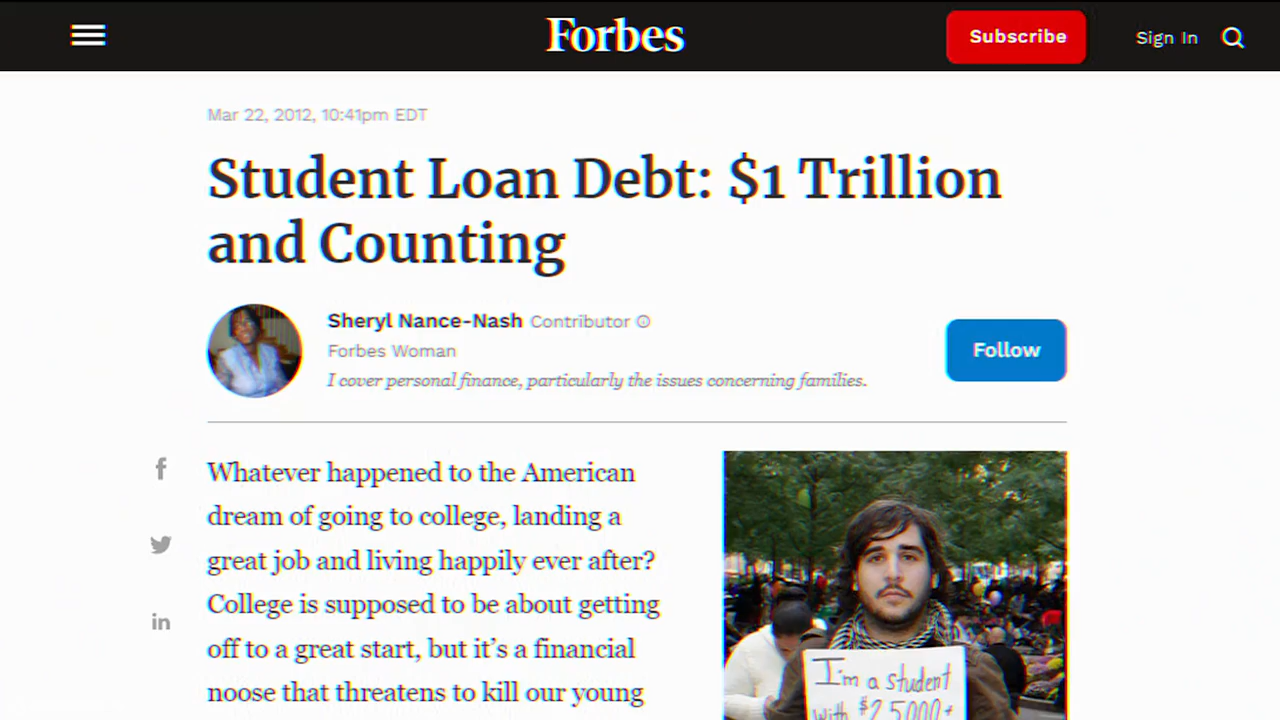 Forbes
Subscribe
Sign In
Mar 22, 2012, 10:41pm EDT
Student Loan Debt: $1 Trillion
and Counting
Sheryl Nance-Nash Contributor
Forbes Woman
I cover personal finance, particularly the issues concerning families.
Follow
Whatever happened to the American
dream of going to college, landing a
great job and living happily ever after?
College is supposed to be about getting
off to a great start, but it's a financial
noose that threatens to kill our young
I'm a student
with $25000+